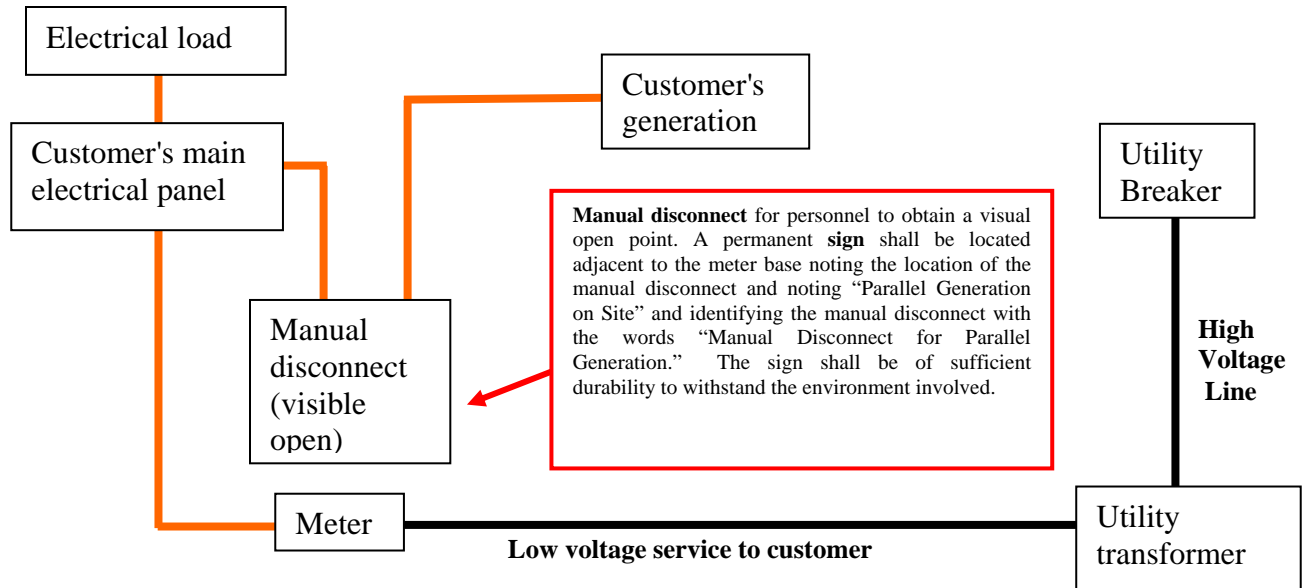 Electrical load
Customer's
generation
Customer's main
electrical panel
Utility
Breaker
Manual disconnect for personnel to obtain a visual
open point. A permanent sign shall be located
adjacent to the meter base noting the location of the
manual disconnect and noting “Parallel Generation
on Site” and identifying the manual disconnect with
the words “Manual Disconnect for Parallel
Generation.” The sign shall be of sufficient
durability to withstand the environment involved.
Manual
disconnect
(visible
open)
High
Voltage
Line
Meter
Low voltage service to customer
Utility
transformer